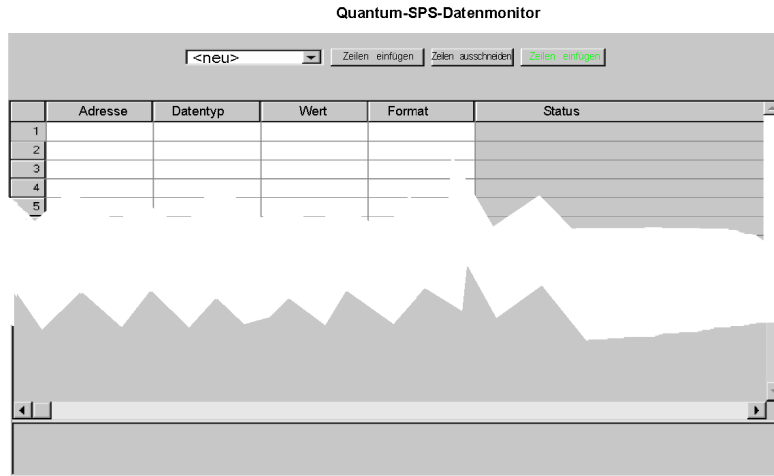 Quantum-SPS-Datenmonitor
<neu> Zeilen einfügen Zeilen ausschneiden Zeilen einfügen
Adresse Datentyp Wert Format Status
1
2
3
4
5